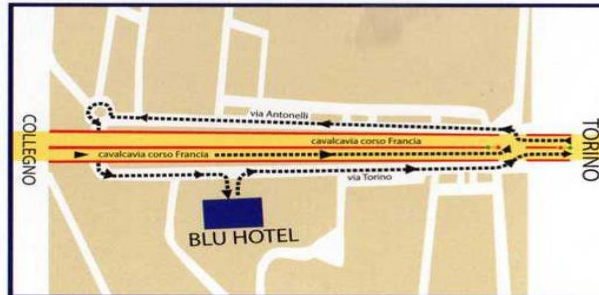 via Antonelli
cavalcavia corso Francia
COLLEGNO
TORINO
cavalcavia corso Francia
via Torino
BLU HOTEL